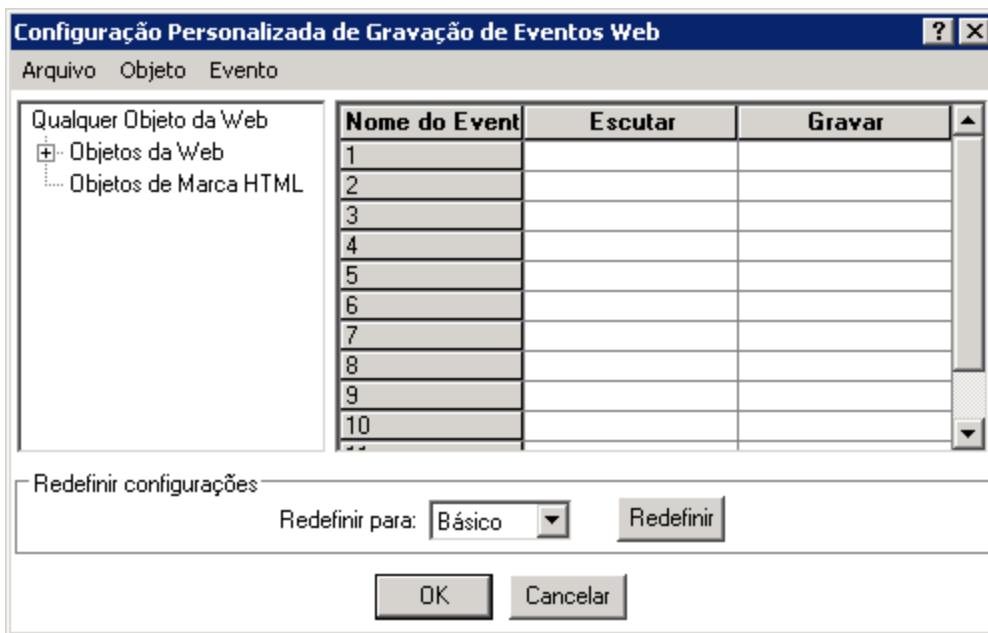 Configuração Personalizada de Gravação de Eventos Web
Arquivo Objeto Evento
Qualquer Objeto da Web
Objetos da Web
Objetos de Marca HTML
Nome do Event Escutar Gravar
1
2
3
4
5
6
7
8
9
10
Redefinir configurações
Redefinir para: Básico Redefinir
OK Cancelar